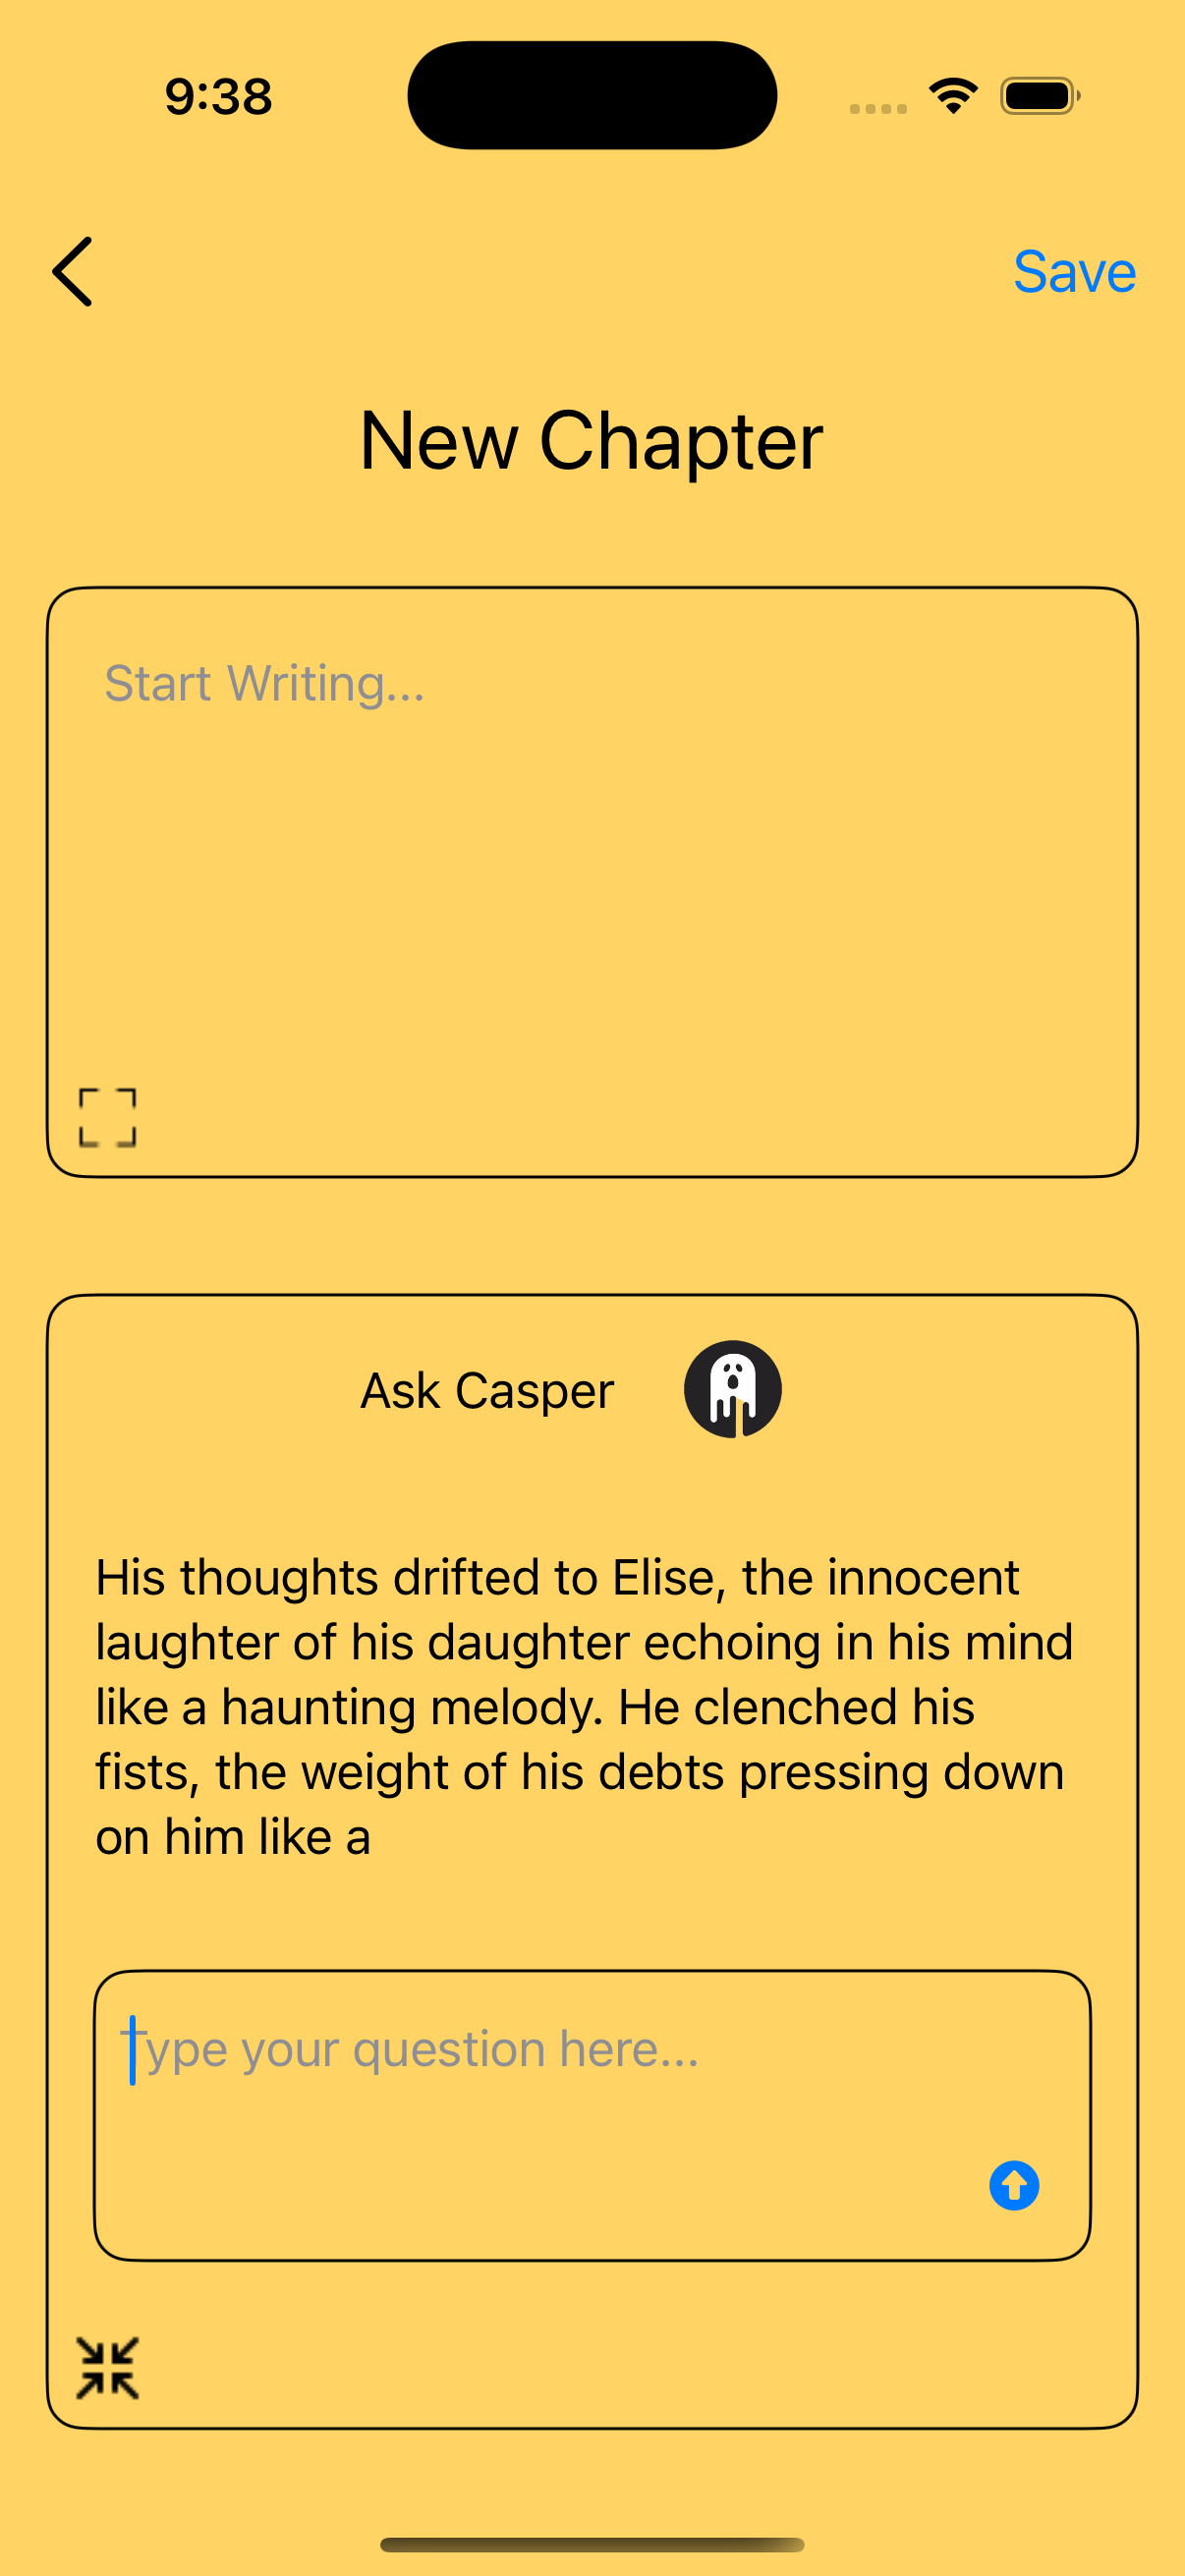 9:38
Save
New Chapter
Start Writing...
Ask Casper
His thoughts drifted to Elise, the innocent
laughter of his daughter echoing in his mind
like a haunting melody. He clenched his
fists, the weight of his debts pressing down
on him like a
Type your question here...